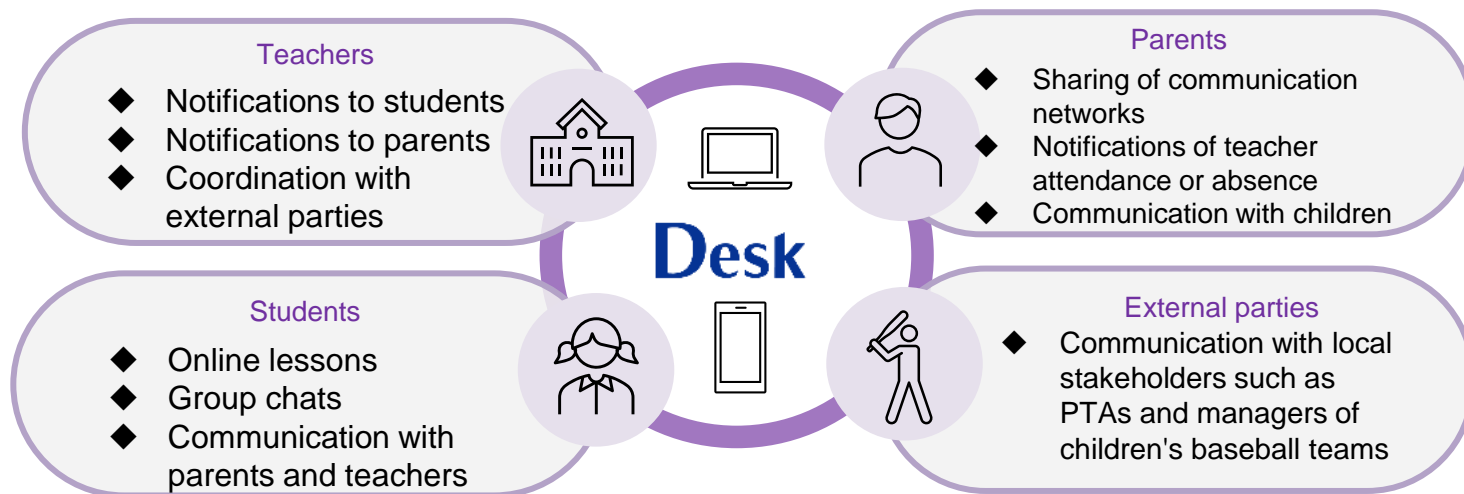 Teachers
◆ Notifications to students
◆ Notifications to parents
◆ Coordination with
external parties
Parents
◆ Sharing of communication
networks
◆ Notifications of teacher
attendance or absence
◆ Communication with children
Desk
Students
◆ Online lessons
◆ Group chats
◆ Communication with
parents and teachers
External parties
◆ Communication with local
stakeholders such as
PTAs and managers of
children's baseball teams